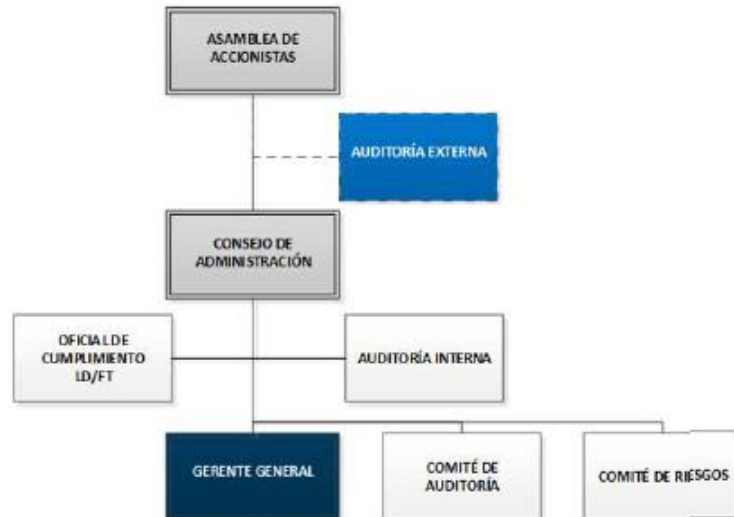 ASAMBLEA DE
ACCIONISTAS
AUDITORÍA EXTERNA
CONSEJO DE
ADMINISTRACIÓN
OFICIAL DE
CUMPLIMIENTO
LD/FT
AUDITORÍA INTERNA
GERENTE GENERAL
COMITÉ DE
AUDITORÍA
COMITÉ DE RIESGOS